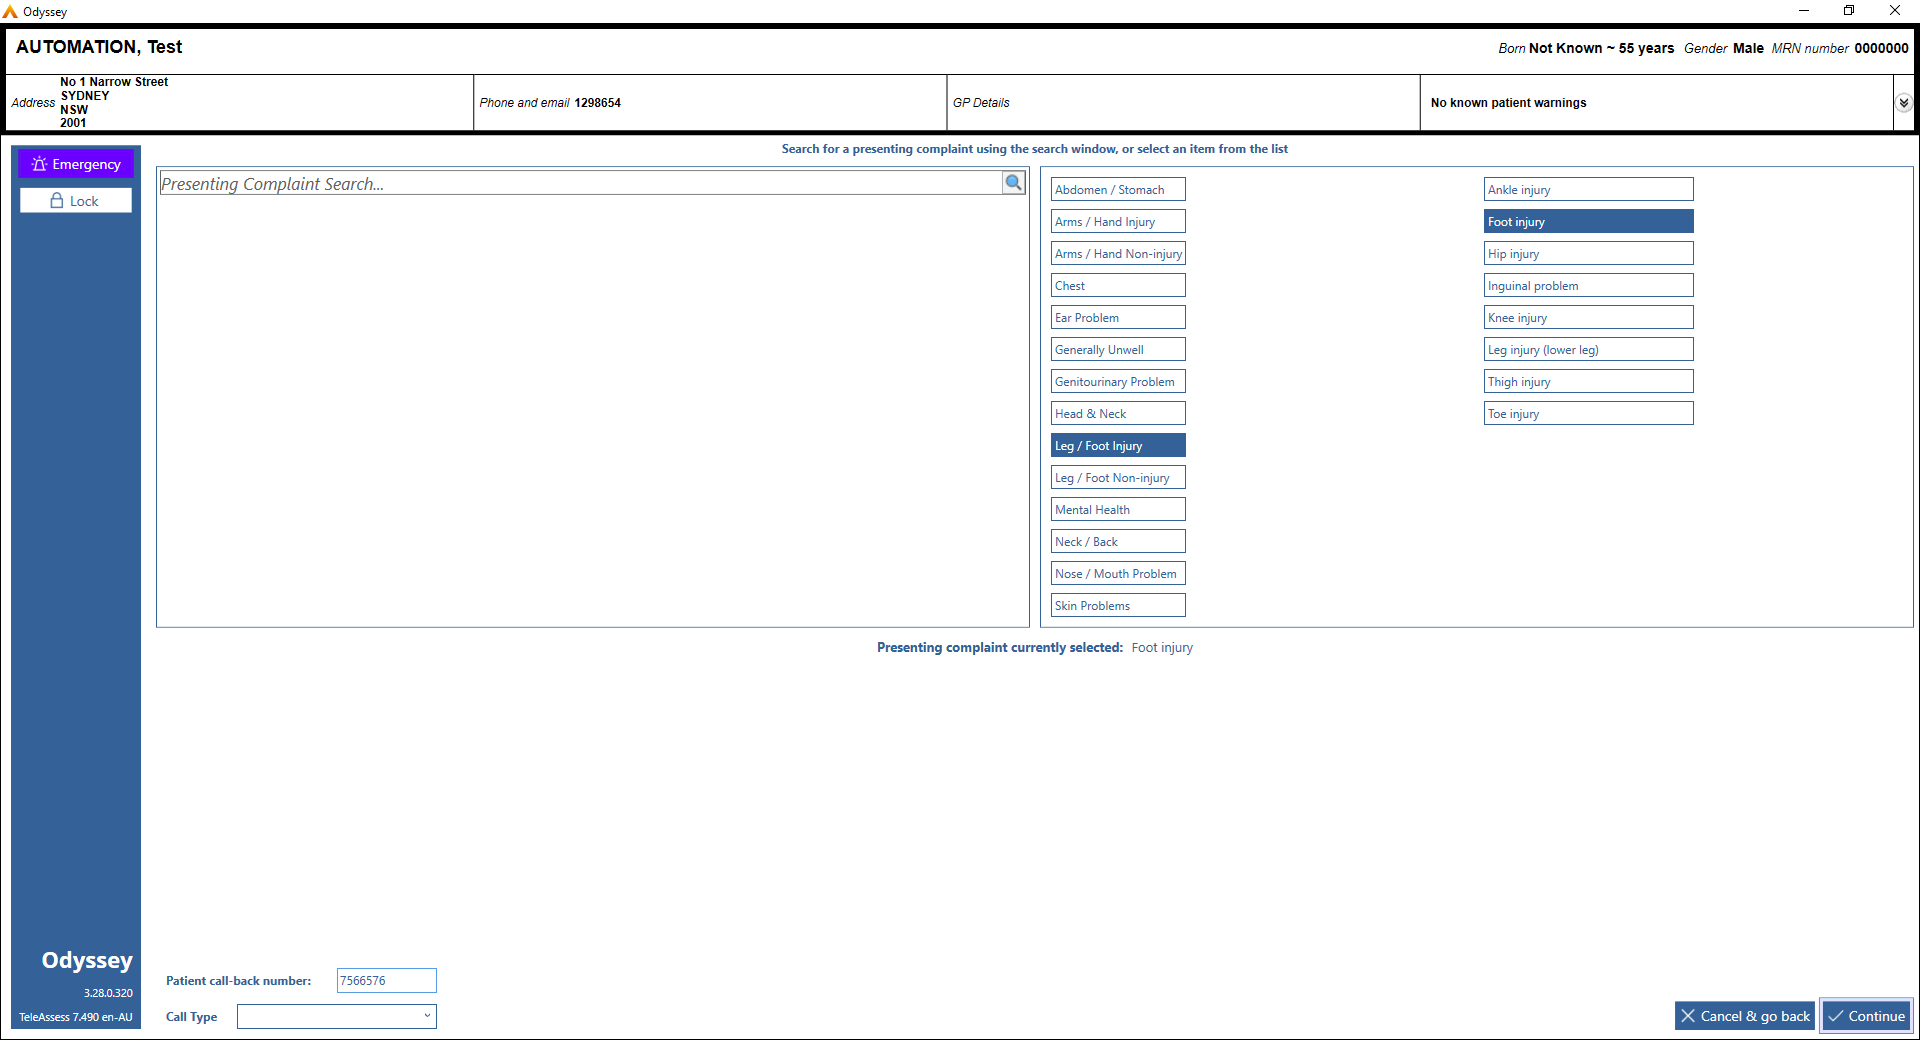 Odyssey
AUTOMATION, Test
Born Not Known ~ 55 years Gender Male MRN number 0000000
Address
No 1 Narrow Street
SYDNEY
NSW
2001
Phone and email 1298654
GP Details
No known patient warnings
Emergency
Lock
Search for a presenting complaint using the search window, or select an item from the list
Presenting Complaint Search...
Abdomen / Stomach
Arms / Hand Injury
Arms / Hand Non-injury
Chest
Ear Problem
Generally Unwell
Genitourinary Problem
Head & Neck
Leg / Foot Injury
Leg / Foot Non-injury
Mental Health
Neck / Back
Nose / Mouth Problem
Skin Problems
Ankle injury
Foot injury
Hip injury
Inguinal problem
Knee injury
Leg injury (lower leg)
Thigh injury
Toe injury
Presenting complaint currently selected: Foot injury
Odyssey
3.28.0.320
TeleAssess 7.490 en-AU
Patient call-back number: 7566576
Call Type
Cancel & go back
Continue